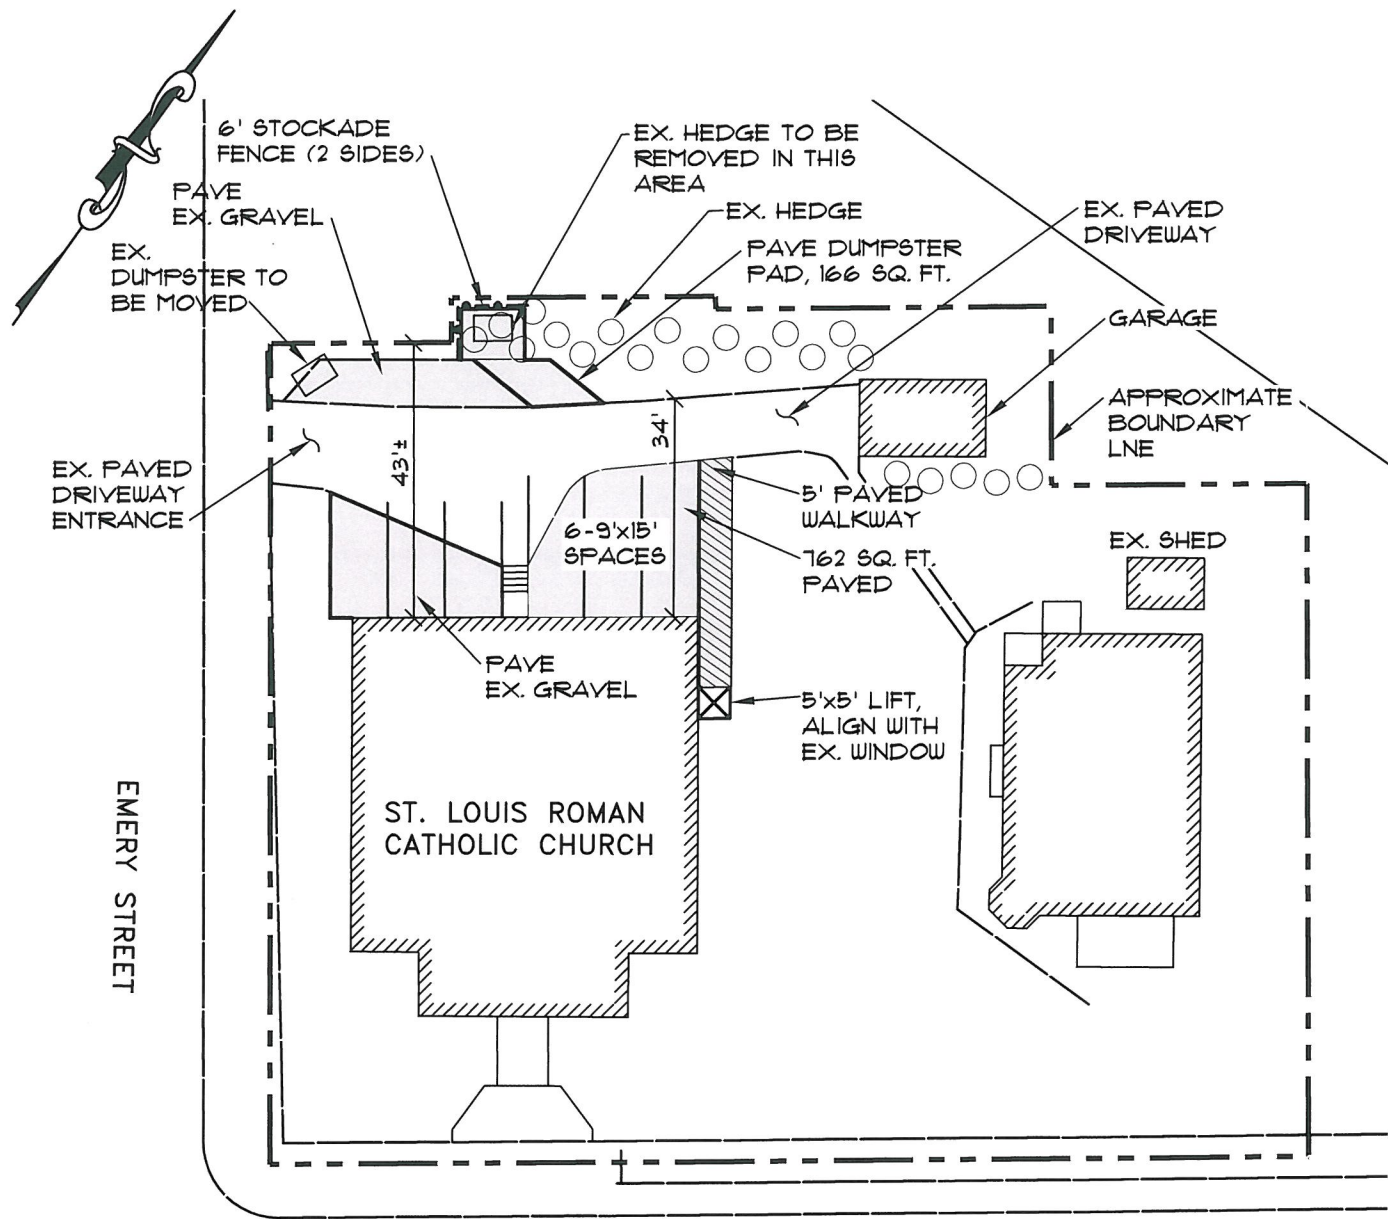 6' STOCKADE
FENCE (2 SIDES)
EX. HEDGE TO BE
REMOVED IN THIS
AREA
PAVE
EX. GRAVEL
EX. HEDGE
EX. PAVED
DRIVEWAY
EX.
DUMPSTER TO
BE MOVED
PAVE DUMPSTER
PAD, 166 SQ. FT.
GARAGE
APPROXIMATE
BOUNDARY
LNE
43'±
34'
EX. PAVED
DRIVEWAY
ENTRANCE
5' PAVED
WALKWAY
6-9'x15'
SPACES
EX. SHED
762 SQ. FT.
PAVED
PAVE
EX. GRAVEL
5'x5' LIFT,
ALIGN WITH
EX. WINDOW
ST. LOUIS ROMAN
CATHOLIC CHURCH
EMERY STREET